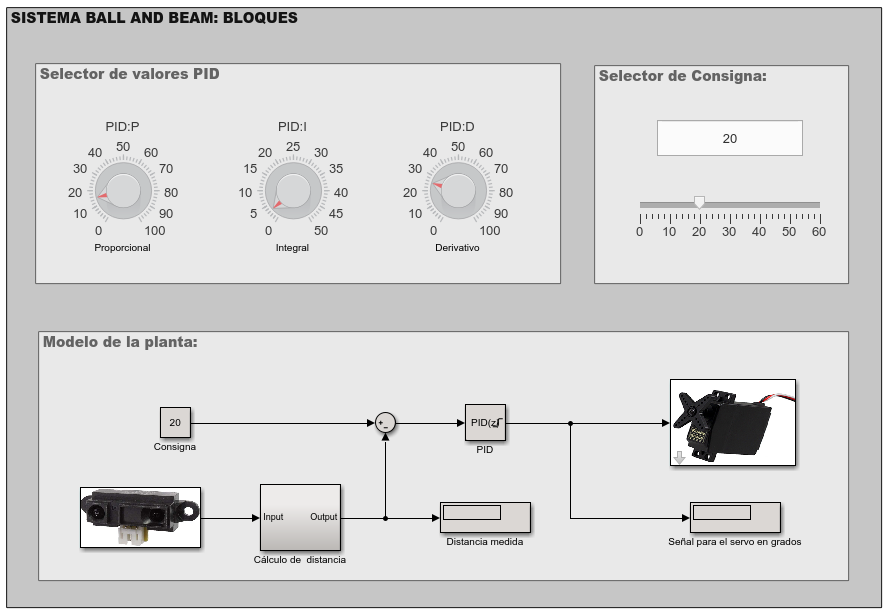 SISTEMA BALL AND BEAM: BLOQUES
Selector de valores PID
PID:P
0 10 20 30 40 50 60 70 80 90 100
Proporcional
PID:I
0 5 10 15 20 25 30 35 40 45 50
Integral
PID:D
0 10 20 30 40 50 60 70 80 90 100
Derivativo
Selector de Consigna:
20
0 10 20 30 40 50 60
Modelo de la planta:
20
Consigna
+
−
PID(z)
PID
Input
Output
Cálculo de distancia
Distancia medida
Señal para el servo en grados